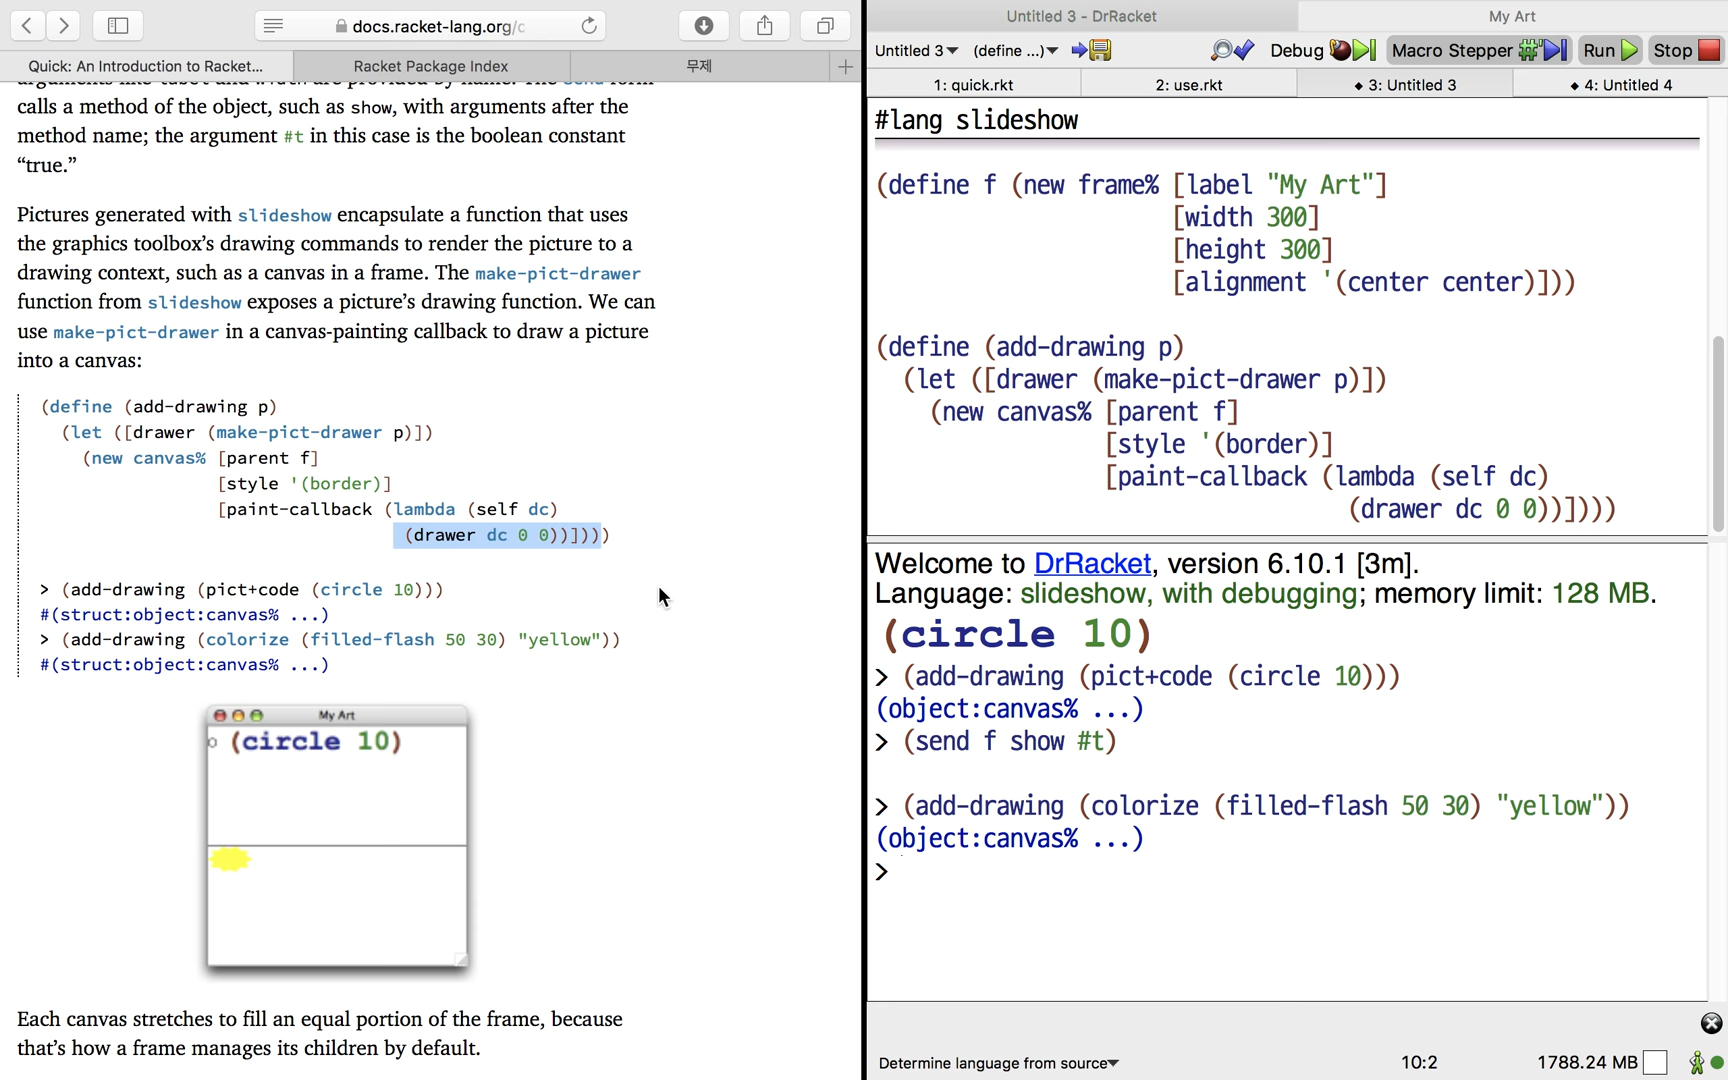 docs.racket-lang.org/c
Quick: An Introduction to Racket...
Racket Package Index
무제
calls a method of the object, such as show, with arguments after the
method name; the argument #t in this case is the boolean constant
“true.”
Pictures generated with slideshow encapsulate a function that uses
the graphics toolbox’s drawing commands to render the picture to a
drawing context, such as a canvas in a frame. The make-pict-drawer
function from slideshow exposes a picture’s drawing function. We can
use make-pict-drawer in a canvas-painting callback to draw a picture
into a canvas:
(define (add-drawing p)
(let ([drawer (make-pict-drawer p)])
(new canvas% [parent f]
[style '(border)]
[paint-callback (lambda (self dc)
(drawer dc 0 0))])))
> (add-drawing (pict+code (circle 10)))
#(struct:object:canvas% ...)
> (add-drawing (colorize (filled-flash 50 30) "yellow"))
#(struct:object:canvas% ...)
My Art
(circle 10)
Each canvas stretches to fill an equal portion of the frame, because
that’s how a frame manages its children by default.
Untitled 3 - DrRacket
My Art
Untitled 3 (define ...) Debug Macro Stepper Run Stop
1: quick.rkt
2: use.rkt
3: Untitled 3
4: Untitled 4
#lang slideshow
(define f (new frame% [label "My Art"]
[width 300]
[height 300]
[alignment '(center center)]))
(define (add-drawing p)
(let ([drawer (make-pict-drawer p)])
(new canvas% [parent f]
[style '(border)]
[paint-callback (lambda (self dc)
(drawer dc 0 0))])))
Welcome to DrRacket, version 6.10.1 [3m].
Language: slideshow, with debugging; memory limit: 128 MB.
(circle 10)
> (add-drawing (pict+code (circle 10)))
(object:canvas% ...)
> (send f show #t)
> (add-drawing (colorize (filled-flash 50 30) "yellow"))
(object:canvas% ...)
>
Determine language from source
10:2
1788.24 MB